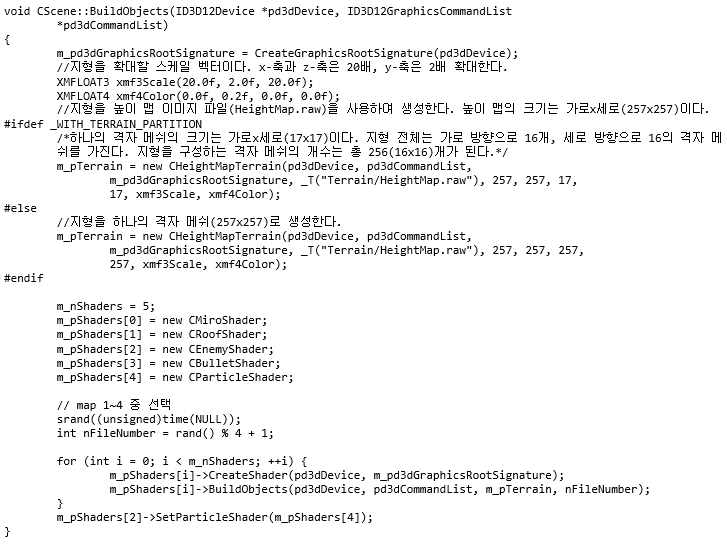 void CScene::BuildObjects(ID3D12Device *pd3dDevice, ID3D12GraphicsCommandList
*pd3dCommandList)
{
m_pd3dGraphicsRootSignature = CreateGraphicsRootSignature(pd3dDevice);
//지형을 확대할 스케일 벡터이다. x-축과 z-축은 20배, y-축은 2배 확대한다.
XMFLOAT3 xmf3Scale(20.0f, 2.0f, 20.0f);
XMFLOAT4 xmf4Color(0.0f, 0.2f, 0.0f, 0.0f);
//지형을 높이 맵 이미지 파일(HeightMap.raw)을 사용하여 생성한다. 높이 맵의 크기는 가로x세로(257x257)이다.
#ifdef _WITH_TERRAIN_PARTITION
/*하나의 격자 메쉬의 크기는 가로x세로(17x17)이다. 지형 전체는 가로 방향으로 16개, 세로 방향으로 16의 격자 메
쉬를 가진다. 지형을 구성하는 격자 메쉬의 개수는 총 256(16x16)개가 된다.*/
m_pTerrain = new CHeightMapTerrain(pd3dDevice, pd3dCommandList,
m_pd3dGraphicsRootSignature, _T("Terrain/HeightMap.raw"), 257, 257, 17,
17, xmf3Scale, xmf4Color);
#else
//지형을 하나의 격자 메쉬(257x257)로 생성한다.
m_pTerrain = new CHeightMapTerrain(pd3dDevice, pd3dCommandList,
m_pd3dGraphicsRootSignature, _T("Terrain/HeightMap.raw"), 257, 257, 257,
257, xmf3Scale, xmf4Color);
#endif
m_nShaders = 5;
m_pShaders[0] = new CMiroShader;
m_pShaders[1] = new CRoofShader;
m_pShaders[2] = new CEnemyShader;
m_pShaders[3] = new CBulletShader;
m_pShaders[4] = new CParticleShader;
// map 1~4 중 선택
srand((unsigned)time(NULL));
int nFileNumber = rand() % 4 + 1;
for (int i = 0; i < m_nShaders; ++i) {
m_pShaders[i]->CreateShader(pd3dDevice, m_pd3dGraphicsRootSignature);
m_pShaders[i]->BuildObjects(pd3dDevice, pd3dCommandList, m_pTerrain, nFileNumber);
}
m_pShaders[2]->SetParticleShader(m_pShaders[4]);
}